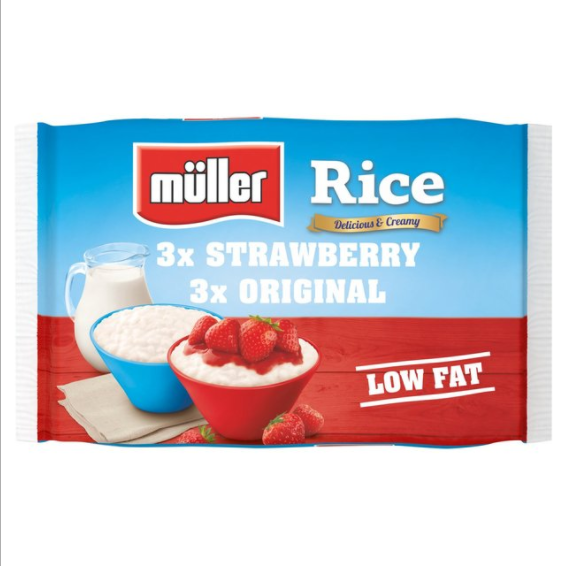 müller
Rice
Delicious & Creamy
3x STRAWBERRY
3x ORIGINAL
LOW FAT